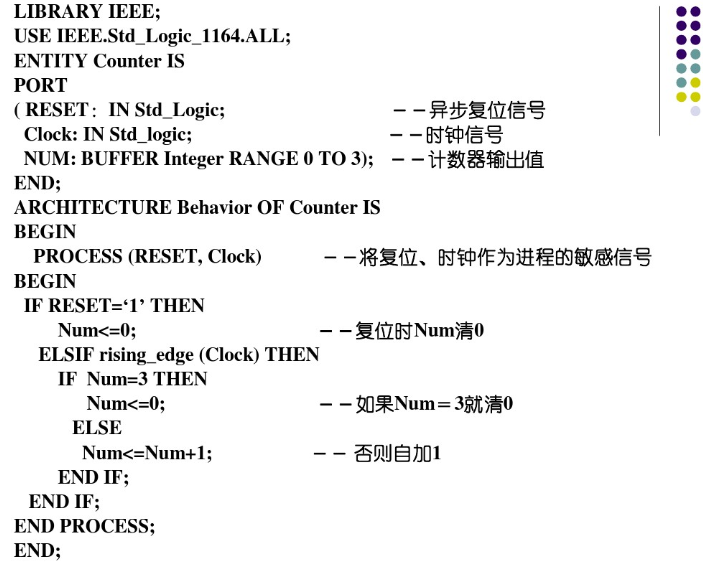 LIBRARY IEEE;
USE IEEE.Std_Logic_1164.ALL;
ENTITY Counter IS
PORT
( RESET： IN Std_Logic; －－异步复位信号
Clock: IN Std_logic; －－时钟信号
NUM: BUFFER Integer RANGE 0 TO 3); －－计数器输出值
END;
ARCHITECTURE Behavior OF Counter IS
BEGIN
PROCESS (RESET, Clock) －－将复位、时钟作为进程的敏感信号
BEGIN
IF RESET=‘1’ THEN
Num<=0; －－复位时Num清0
ELSIF rising_edge (Clock) THEN
IF Num=3 THEN
Num<=0; －－如果Num＝3就清0
ELSE
Num<=Num+1; －－ 否则自加1
END IF;
END IF;
END PROCESS;
END;